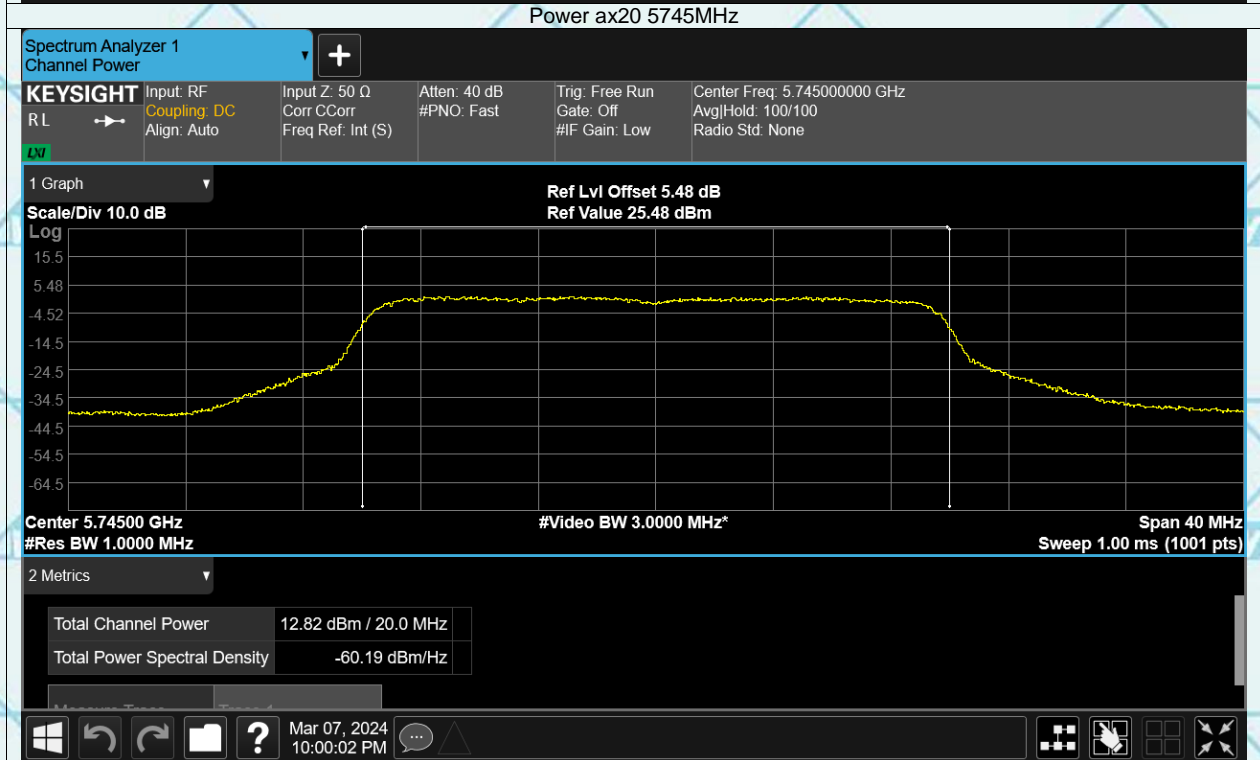 Power ax20 5745MHz
Spectrum Analyzer 1
Channel Power
KEYSIGHT
RL
LXI
Input: RF
Coupling: DC
Align: Auto
Input Z: 50 Ω
Corr CCorr
Freq Ref: Int (S)
Atten: 40 dB
#PNO: Fast
Trig: Free Run
Gate: Off
#IF Gain: Low
Center Freq: 5.745000000 GHz
Avg|Hold: 100/100
Radio Std: None
1 Graph
Scale/Div 10.0 dB
Ref Lvl Offset 5.48 dB
Ref Value 25.48 dBm
Log
15.5
5.48
-4.52
-14.5
-24.5
-34.5
-44.5
-54.5
-64.5
Center 5.74500 GHz
#Res BW 1.0000 MHz
#Video BW 3.0000 MHz*
Span 40 MHz
Sweep 1.00 ms (1001 pts)
2 Metrics
Total Channel Power 12.82 dBm / 20.0 MHz
Total Power Spectral Density -60.19 dBm/Hz
Mar 07, 2024
10:00:02 PM